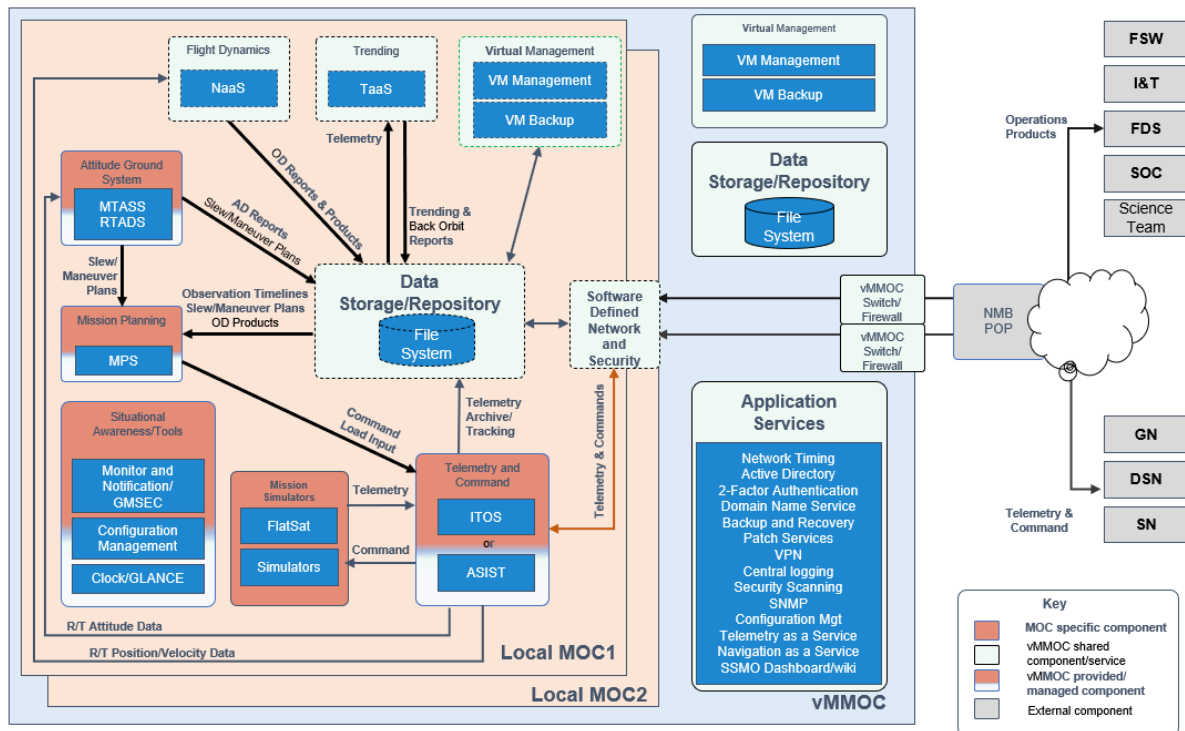 Flight Dynamics
NaaS
Trending
TaaS
Virtual Management
VM Management
VM Backup
Virtual Management
VM Management
VM Backup
FSW
I&T
FDS
SOC
Science
Team
Operations
Products
Telemetry
Attitude Ground
System
MTASS
RTADS
OD Reports & Products
AD Reports
Slew/Maneuver Plans
Trending &
Back Orbit
Reports
Data
Storage/Repository
File
System
Slew/
Maneuver
Plans
Observation Timelines
Slew/Maneuver Plans
OD Products
Data
Storage/Repository
File
System
Software
Defined
Network
and
Security
vMMOC
Switch/
Firewall
vMMOC
Switch/
Firewall
NMB
POP
Mission Planning
MPS
Command
Load Input
Telemetry
Archive/
Tracking
Telemetry & Commands
Situational
Awareness/Tools
Monitor and
Notification/
GMSEC
Configuration
Management
Clock/GLANCE
Mission
Simulators
FlatSat
Simulators
Telemetry
Command
Telemetry and
Command
ITOS
or
ASIST
Application
Services
Network Timing
Active Directory
2-Factor Authentication
Domain Name Service
Backup and Recovery
Patch Services
VPN
Central logging
Security Scanning
SNMP
Configuration Mgt
Telemetry as a Service
Navigation as a Service
SSMO Dashboard/wiki
GN
DSN
SN
Telemetry &
Command
R/T Attitude Data
R/T Position/Velocity Data
Local MOC1
Local MOC2
vMMOC
Key
MOC specific component
vMMOC shared
component/service
vMMOC provided/
managed component
External component